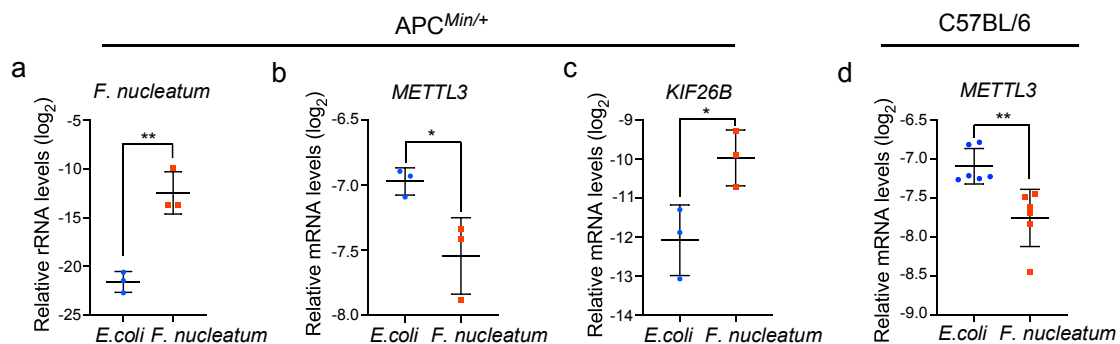 APC^Min/+
C57BL/6
a
F. nucleatum
Relative rRNA levels (log₂)
-5
-10
-15
-20
-25
**
E.coli F. nucleatum
b
METTL3
Relative mRNA levels (log₂)
-6.5
-7.0
-7.5
-8.0
*
E.coli F. nucleatum
c
KIF26B
Relative mRNA levels (log₂)
-9
-10
-11
-12
-13
-14
*
E.coli F. nucleatum
d
METTL3
Relative mRNA levels (log₂)
-6.5
-7.0
-7.5
-8.0
-8.5
-9.0
**
E.coli F. nucleatum